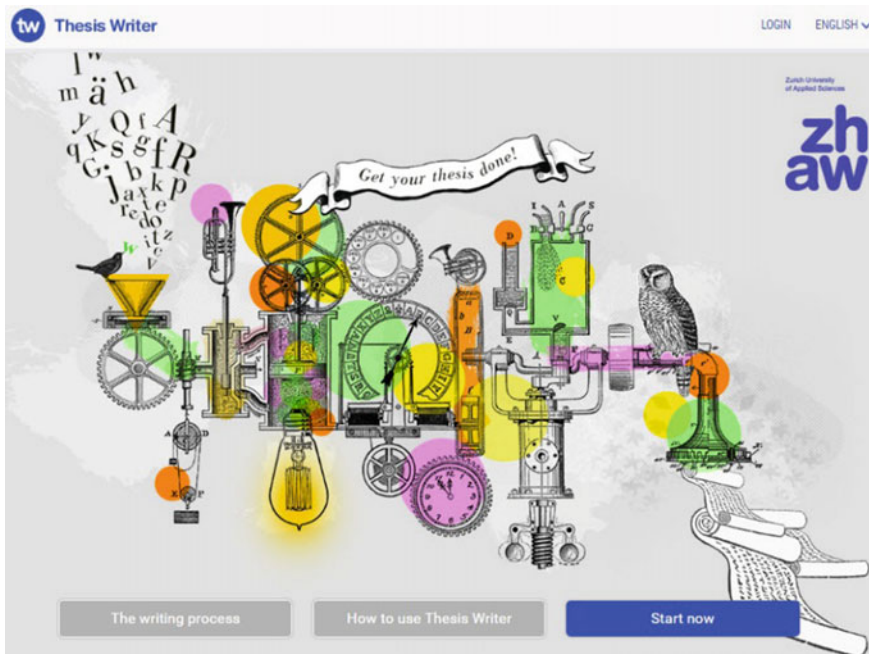 tw Thesis Writer
LOGIN
ENGLISH
Zurich University
of Applied Sciences
zh
aw
Get your thesis done!
The writing process
How to use Thesis Writer
Start now